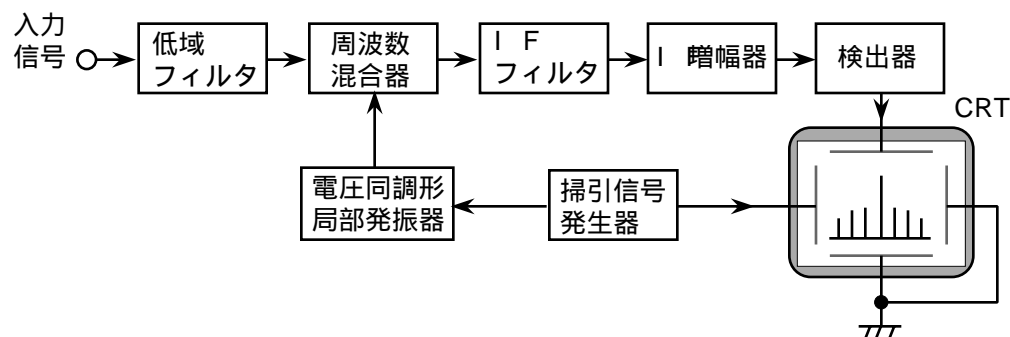 入力
信号
低域
フィルタ
周波数
混合器
I F
フィルタ
I F増幅器
検出器
CRT
電圧同調形
局部発振器
掃引信号
発生器